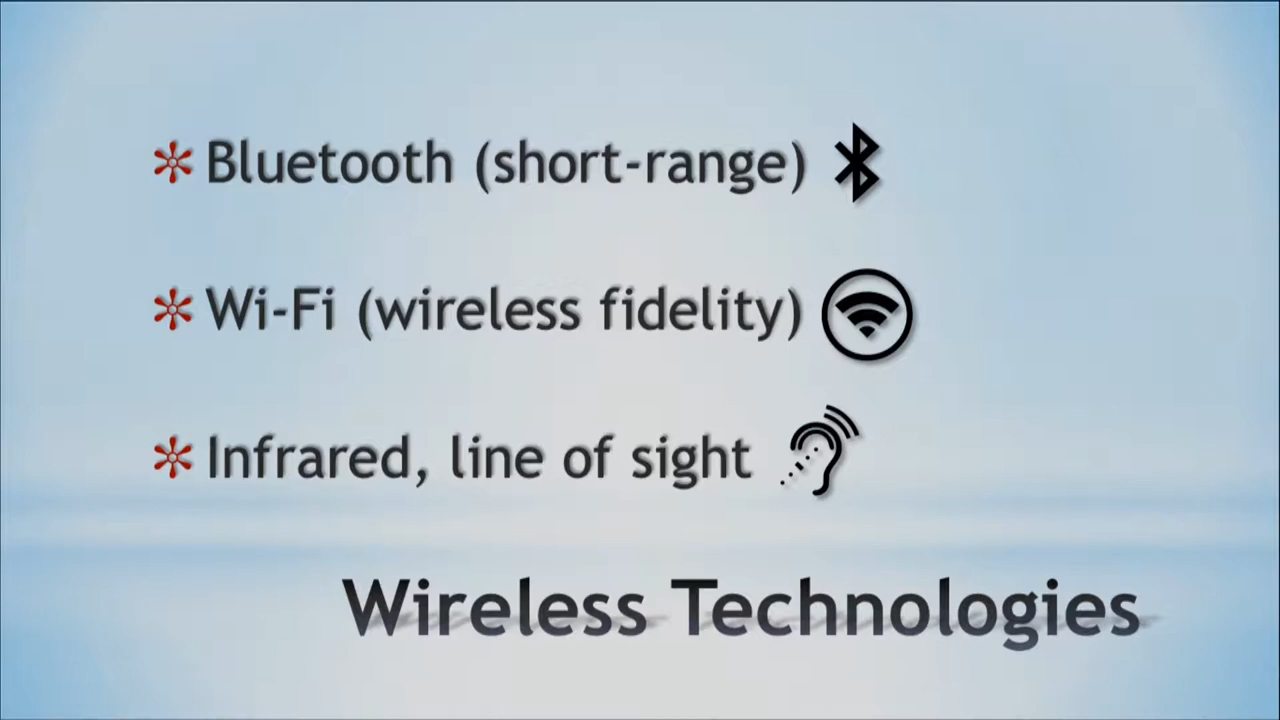 Bluetooth (short-range)
Wi-Fi (wireless fidelity)
Infrared, line of sight
Wireless Technologies